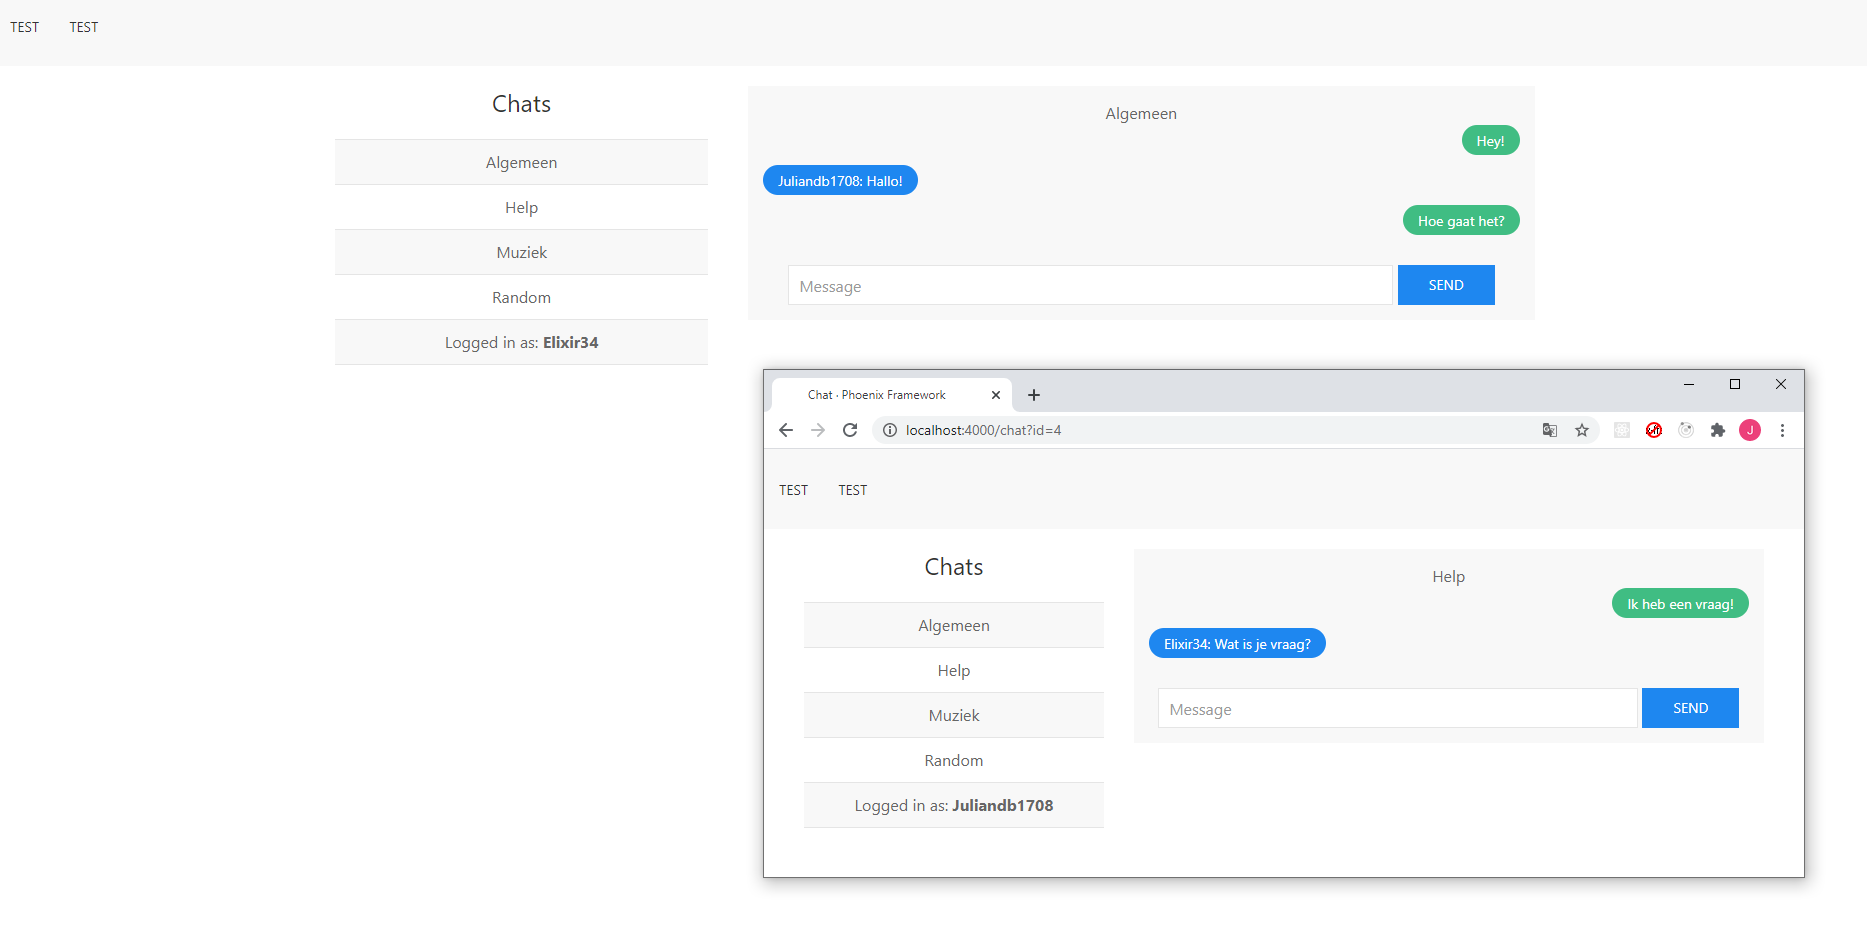 TEST TEST
Chats
Algemeen
Help
Muziek
Random
Logged in as: Elixir34
Algemeen
Hey!
Juliandb1708: Hallo!
Hoe gaat het?
Message SEND
Chat · Phoenix Framework
localhost:4000/chat?id=4
J
TEST TEST
Chats
Algemeen
Help
Muziek
Random
Logged in as: Juliandb1708
Help
Ik heb een vraag!
Elixir34: Wat is je vraag?
Message SEND